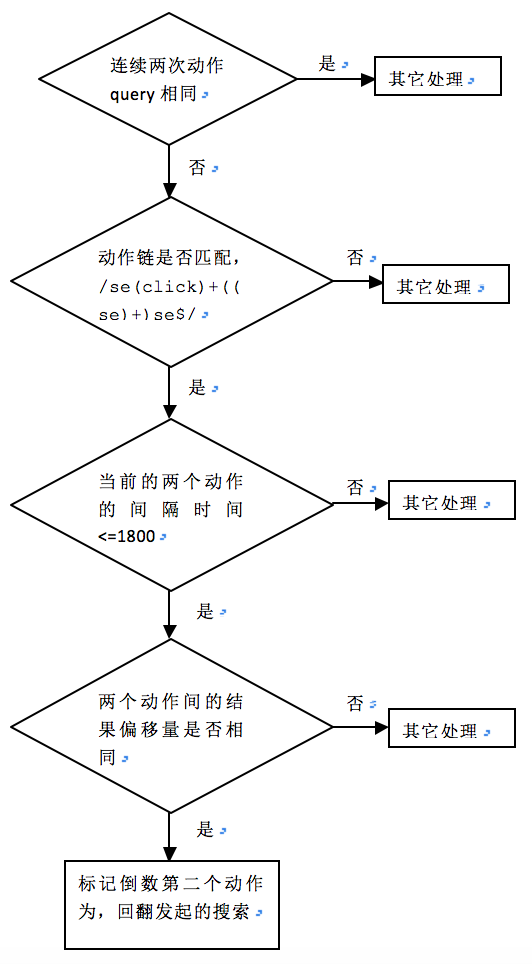 连续两次动作
query 相同
是
其它处理
否
动作链是否匹配，
/se(click)+((
se)+)se$/
否
其它处理
是
当前的两个动作
的间隔时间
<=1800
否
其它处理
是
两个动作间的结
果偏移量是否相
同
否
其它处理
是
标记倒数第二个动作
为，回翻发起的搜索